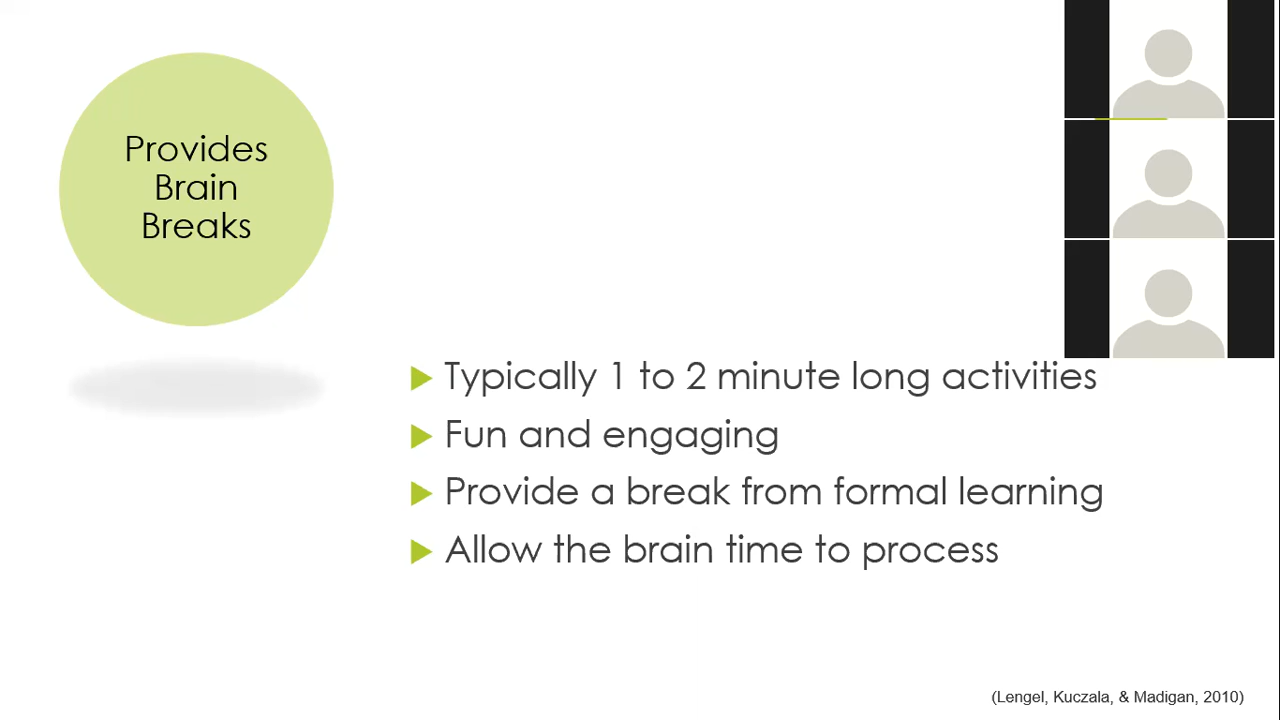 Provides
Brain
Breaks
Typically 1 to 2 minute long activities
Fun and engaging
Provide a break from formal learning
Allow the brain time to process
(Lengel, Kuczala, & Madigan, 2010)